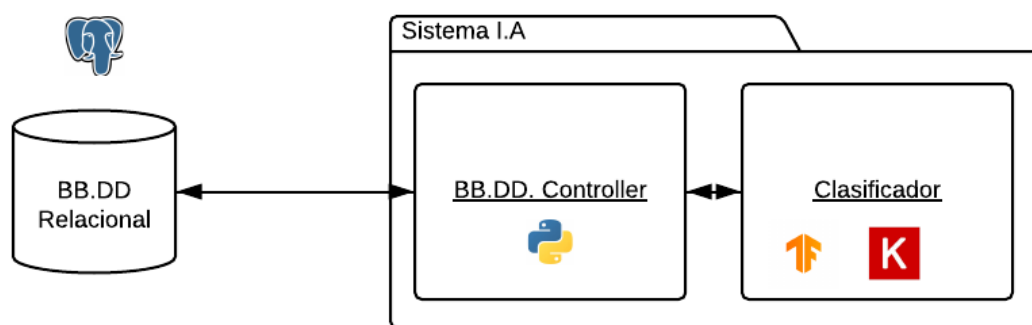 Sistema I.A
BB.DD
Relacional
BB.DD. Controller
Clasificador
K